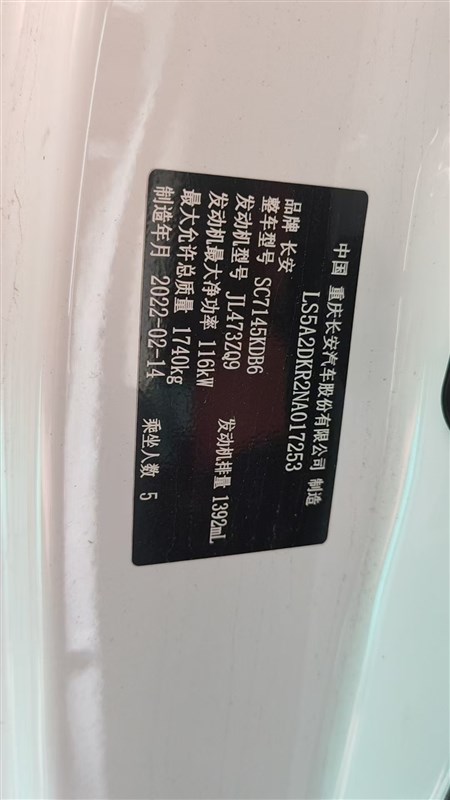 中国 重庆长安汽车股份有限公司 制造
LS5A2DKR2NA017253
品牌 长安
整车型号 SC7145KDB6
发动机型号 JL473ZQ9 发动机排量 1392mL
发动机最大净功率 116kW
最大允许总质量 1740kg
制造年月 2022-02-14 乘坐人数 5